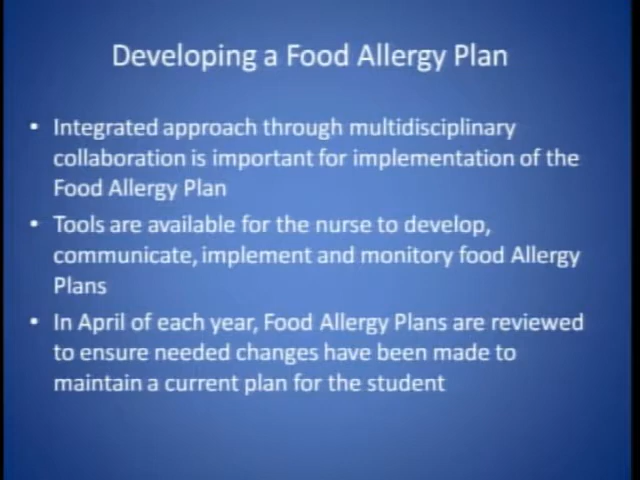 Developing a Food Allergy Plan
• Integrated approach through multidisciplinary
collaboration is important for implementation of the
Food Allergy Plan
• Tools are available for the nurse to develop,
communicate, implement and monitory food Allergy
Plans
• In April of each year, Food Allergy Plans are reviewed
to ensure needed changes have been made to
maintain a current plan for the student